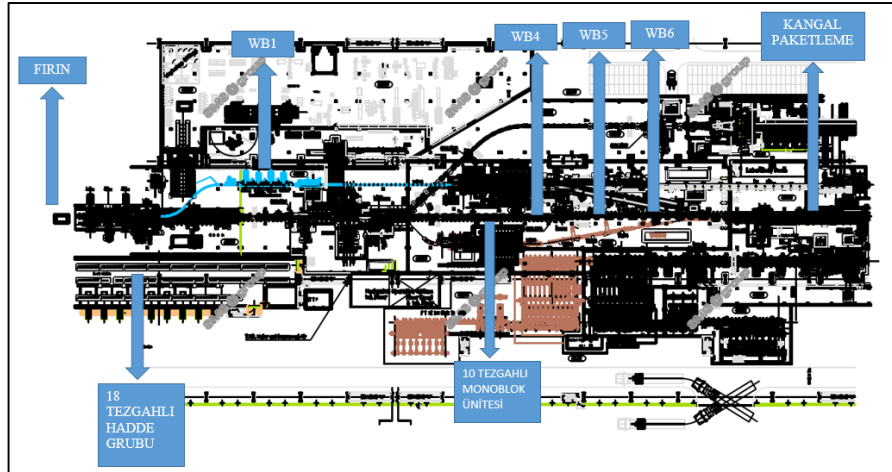 FIRIN
WB1
WB4
WB5
WB6
KANGAL
PAKETLEME
18
TEZGAHLI
HADDE
GRUBU
10 TEZGAHLI
MONOBLOK
ÜNİTESİ